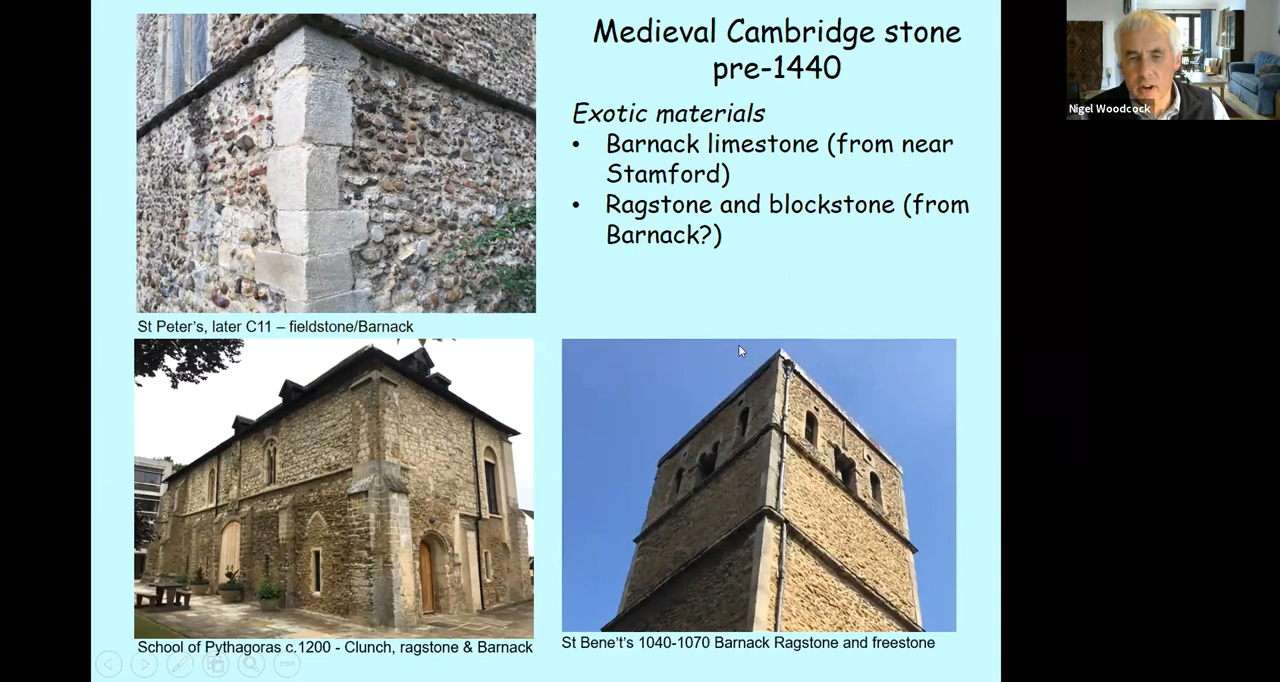 Medieval Cambridge stone
pre-1440
Exotic materials
• Barnack limestone (from near
Stamford)
• Ragstone and blockstone (from
Barnack?)
St Peter's, later C11 – fieldstone/Barnack
School of Pythagoras c.1200 - Clunch, ragstone & Barnack
St Bene't's 1040-1070 Barnack Ragstone and freestone
Nigel Woodcock